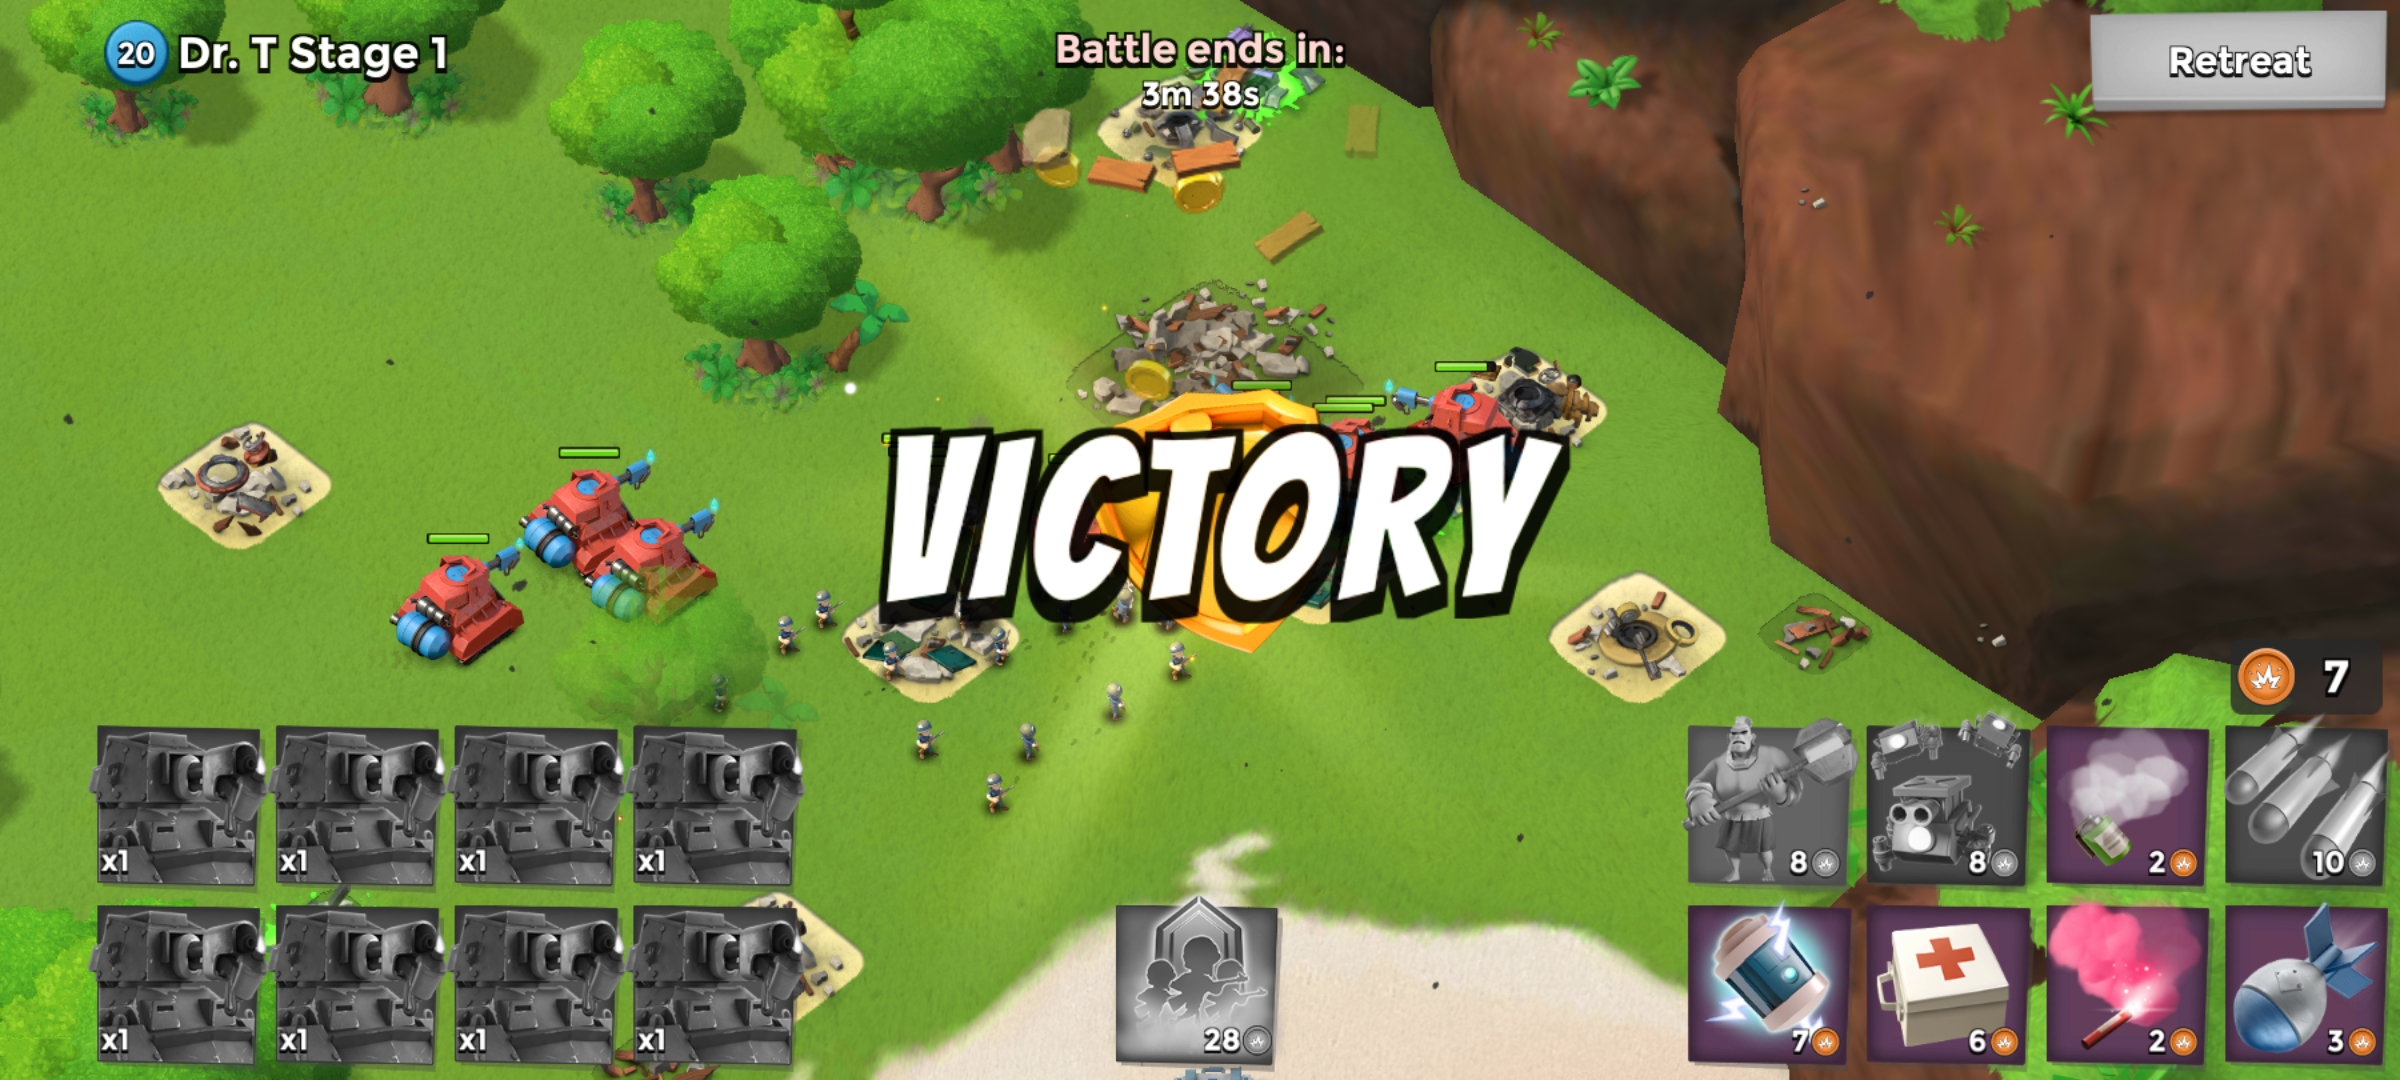 20 Dr. T Stage 1
Battle ends in:
3m 38s
Retreat
VICTORY
7
x1 x1 x1 x1
8 8 2 10
x1 x1 x1 x1
28
7 6 2 3